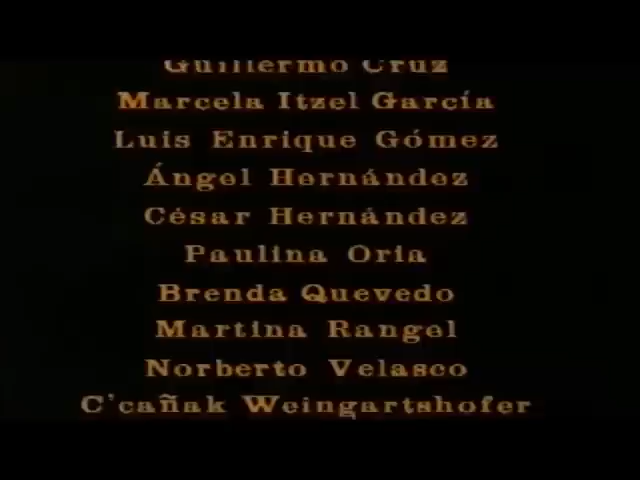 Guillermo Cruz
Marcela Itzel García
Luis Enrique Gómez
Ángel Hernández
César Hernández
Paulina Oria
Brenda Quevedo
Martina Rangel
Norberto Velasco
C'cañak Weingartshofer